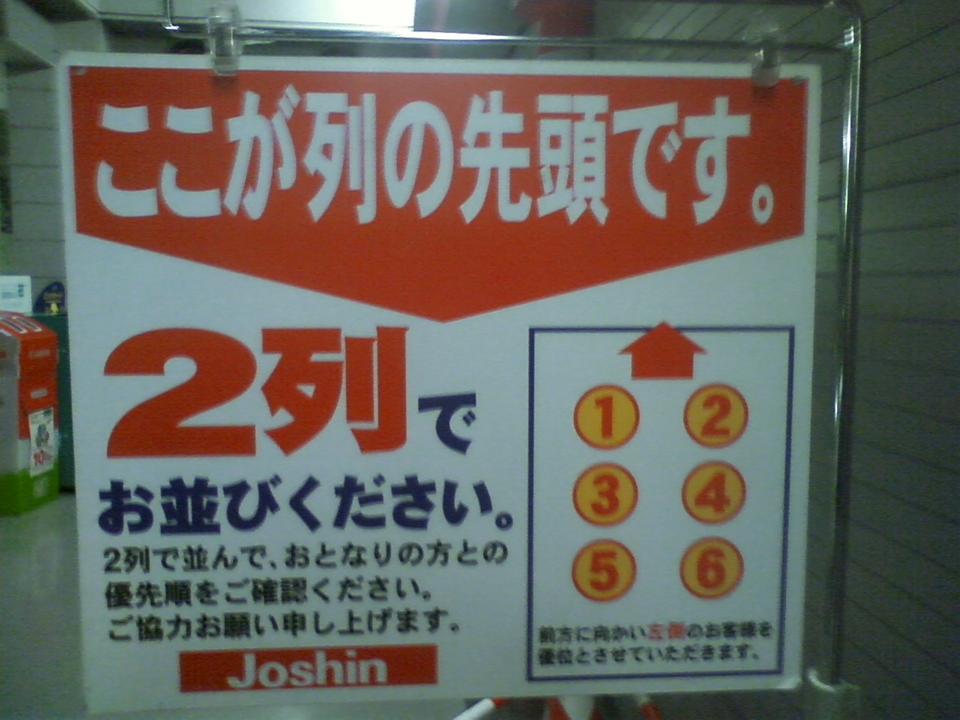 ここが列の先頭です。
2列で
お並びください。
2列で並んで、おとなりの方との
優先順をご確認ください。
ご協力お願い申し上げます。
Joshin
1 2
3 4
5 6
前方に向かい左側のお客様を
優位とさせていただきます。